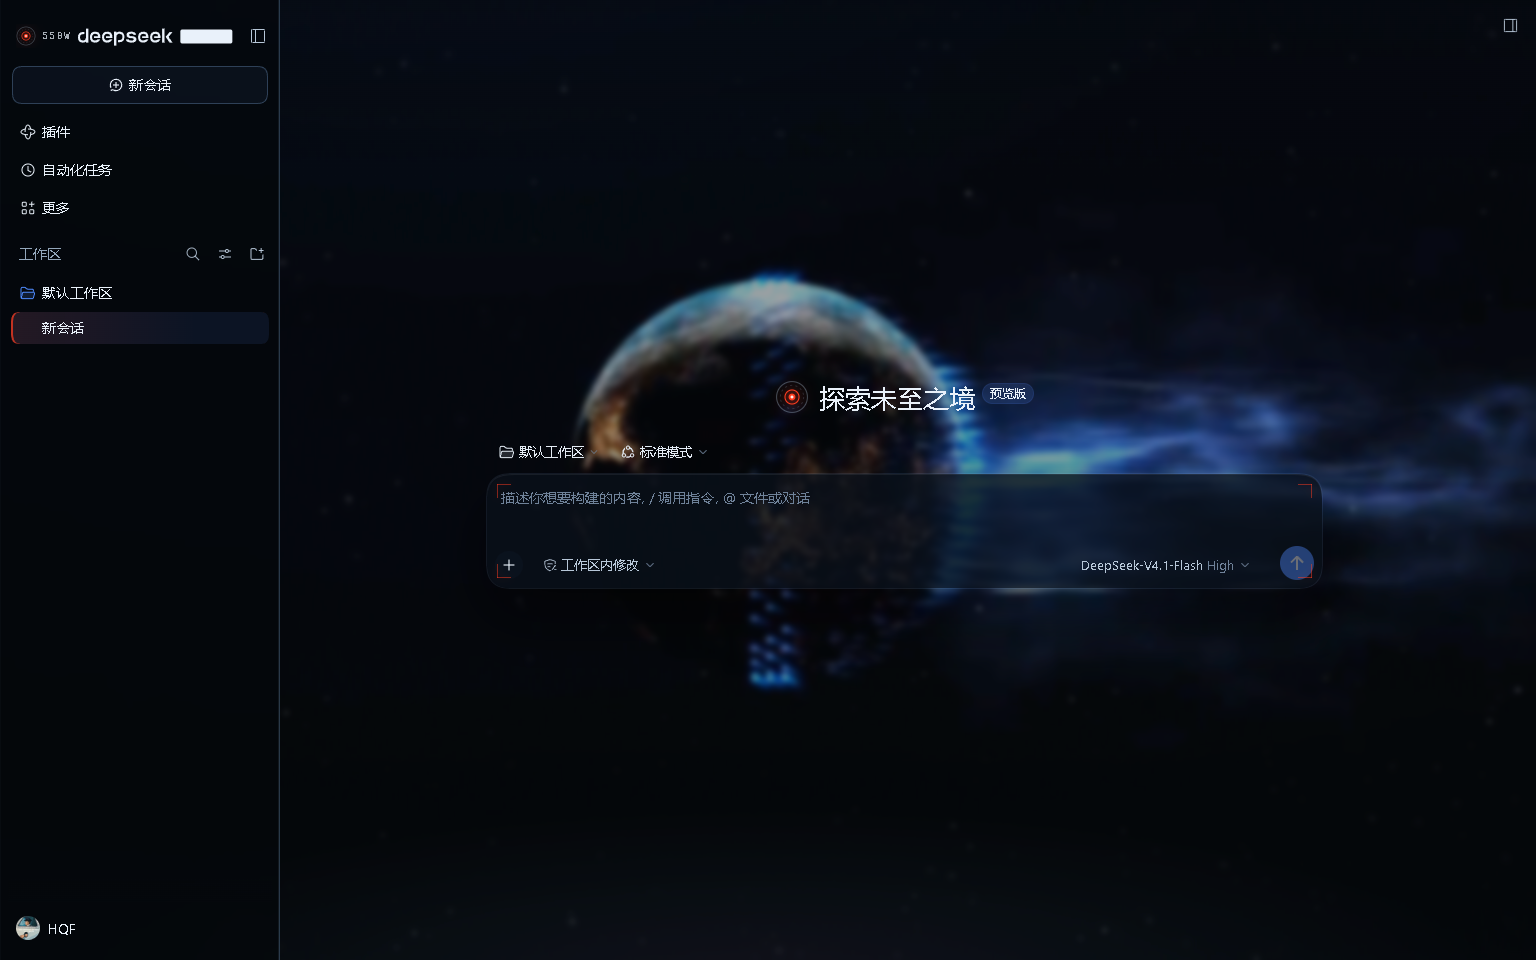 55BW deepseek
新会话
插件
自动化任务
更多
工作区
默认工作区
新会话
探索未至之境 预览版
默认工作区 标准模式
描述你想要构建的内容, / 调用指令, @ 文件或对话
工作区内修改 DeepSeek-V4.1-Flash High
HQF